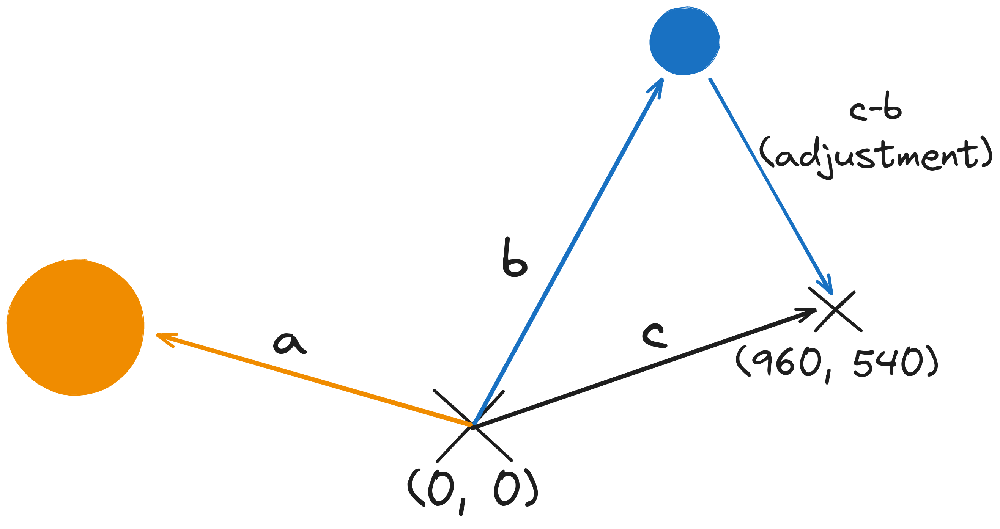 c-b
(adjustment)
b
a
c
(960, 540)
(0, 0)